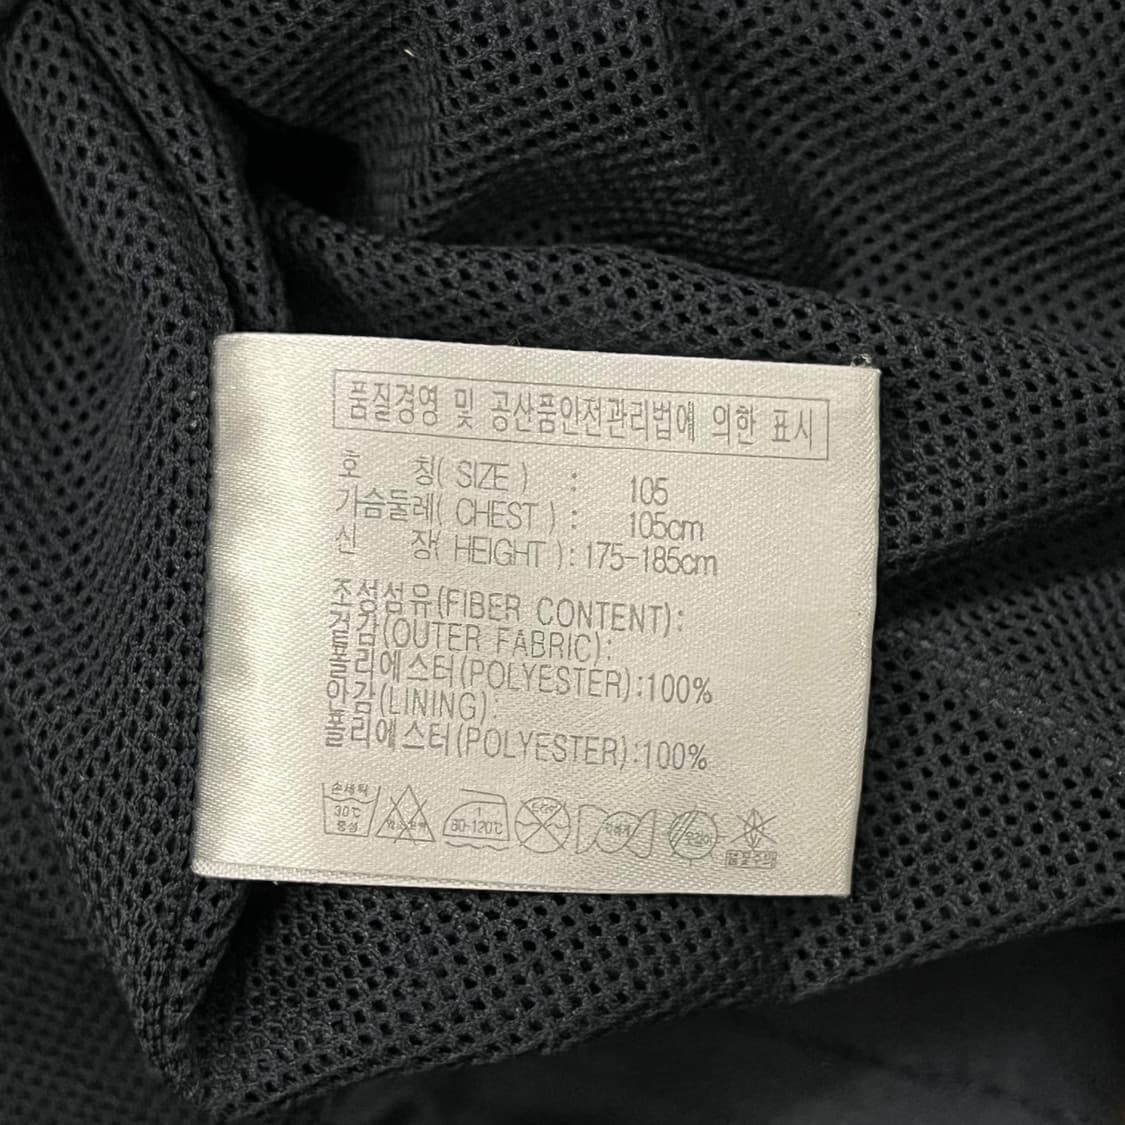 품질경영 및 공산품안전관리법에 의한 표시
호 칭( SIZE ) : 105
가슴둘레( CHEST ) : 105cm
신 장( HEIGHT ) : 175-185cm
조성섬유(FIBER CONTENT):
겉감(OUTER FABRIC):
폴리에스터(POLYESTER):100%
안감(LINING):
폴리에스터(POLYESTER):100%
손세탁 30℃ 중성 80-120℃